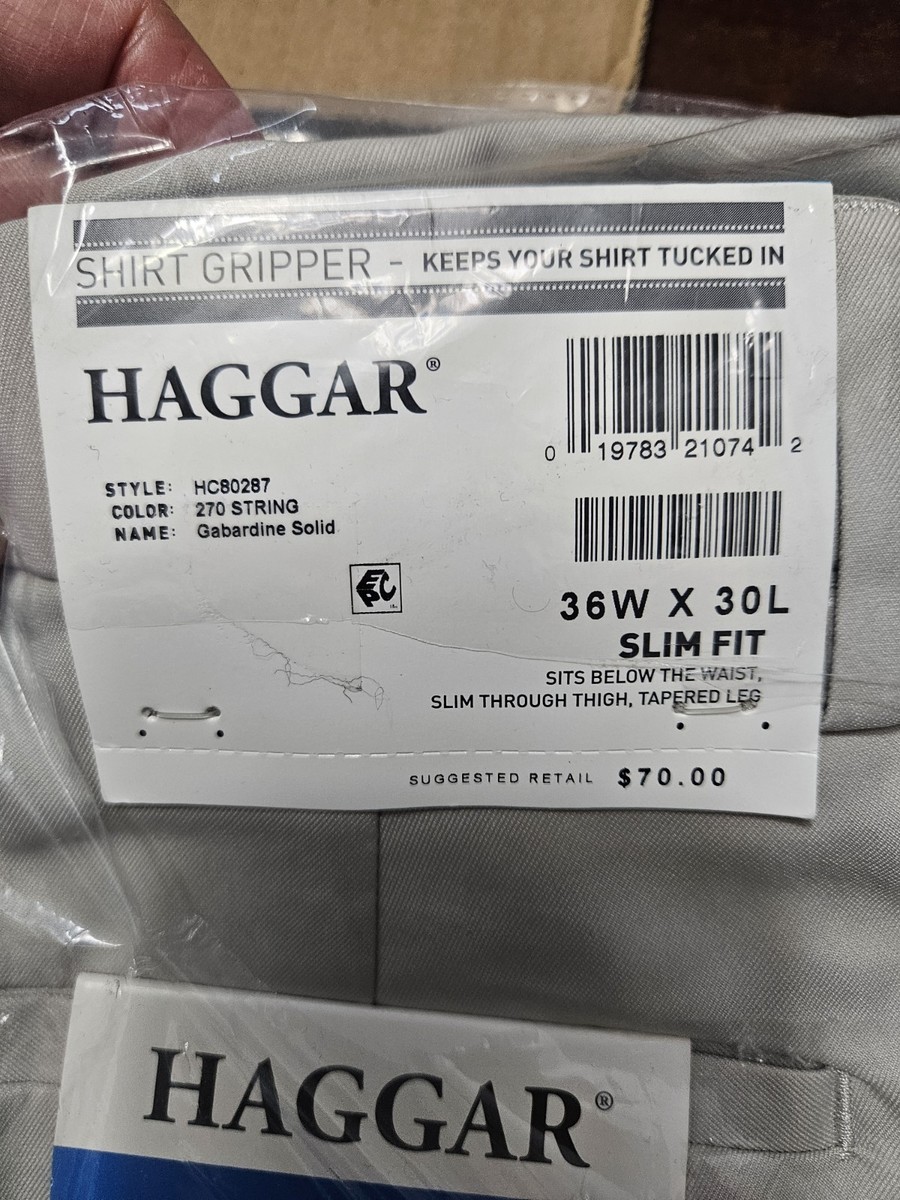 SHIRT GRIPPER - KEEPS YOUR SHIRT TUCKED IN
HAGGAR®
0 19783 21074 2
STYLE: HC80287
COLOR: 270 STRING
NAME: Gabardine Solid
EPC
36W X 30L
SLIM FIT
SITS BELOW THE WAIST,
SLIM THROUGH THIGH, TAPERED LEG
SUGGESTED RETAIL $70.00
HAGGAR®